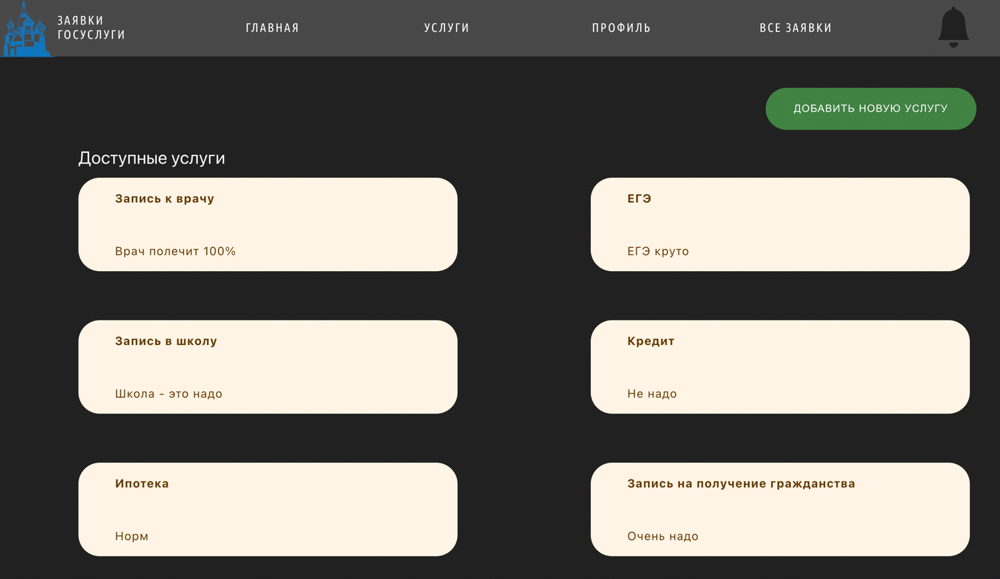 ЗАЯВКИ
ГОСУСЛУГИ
ГЛАВНАЯ
УСЛУГИ
ПРОФИЛЬ
ВСЕ ЗАЯВКИ
ДОБАВИТЬ НОВУЮ УСЛУГУ
Доступные услуги
Запись к врачу
Врач полечит 100%
ЕГЭ
ЕГЭ круто
Запись в школу
Школа - это надо
Кредит
Не надо
Ипотека
Норм
Запись на получение гражданства
Очень надо